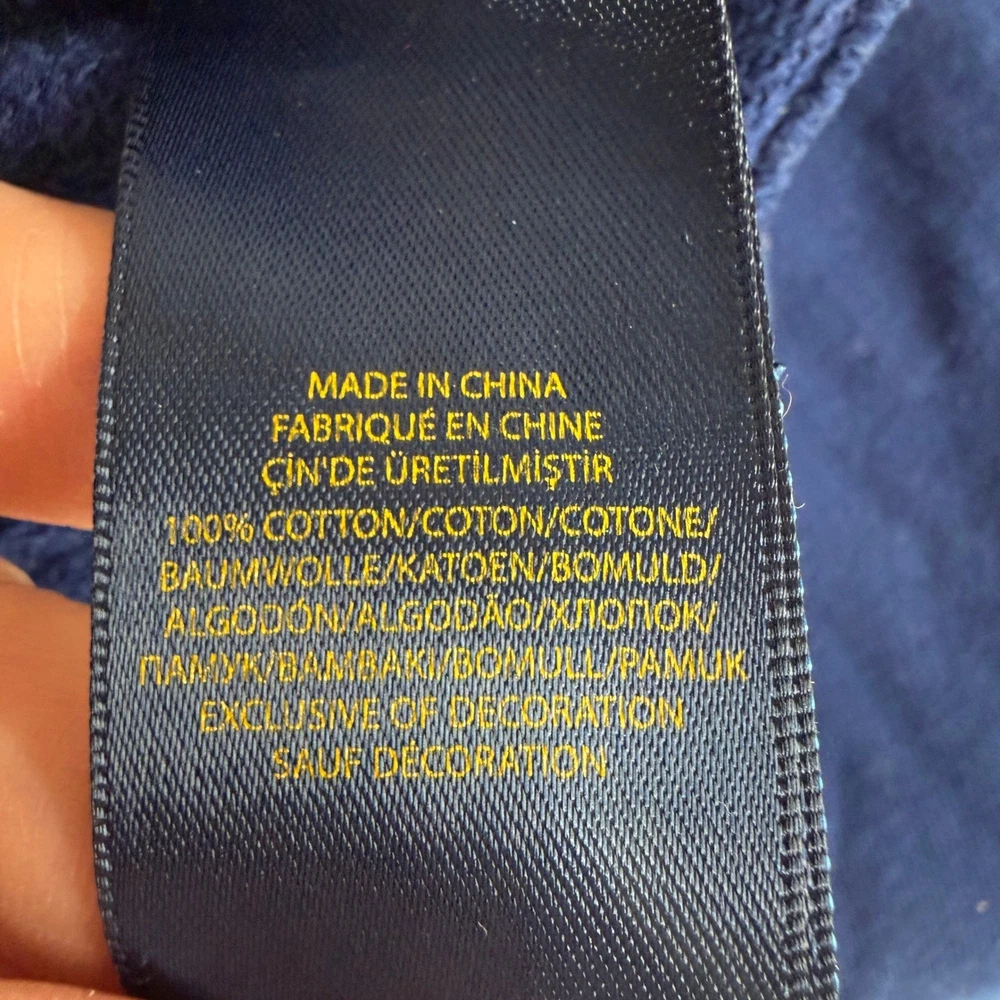 MADE IN CHINA
FABRIQUÉ EN CHINE
ÇİN'DE ÜRETİLMİŞTİR
100% COTTON/COTON/COTONE/
BAUMWOLLE/KATOEN/BOMULD/
ALGODÓN/ALGODÃO/ХЛОПОК/
ПАМУК/BAMBAKI/BOMULL/PAMUK
EXCLUSIVE OF DECORATION
SAUF DÉCORATION